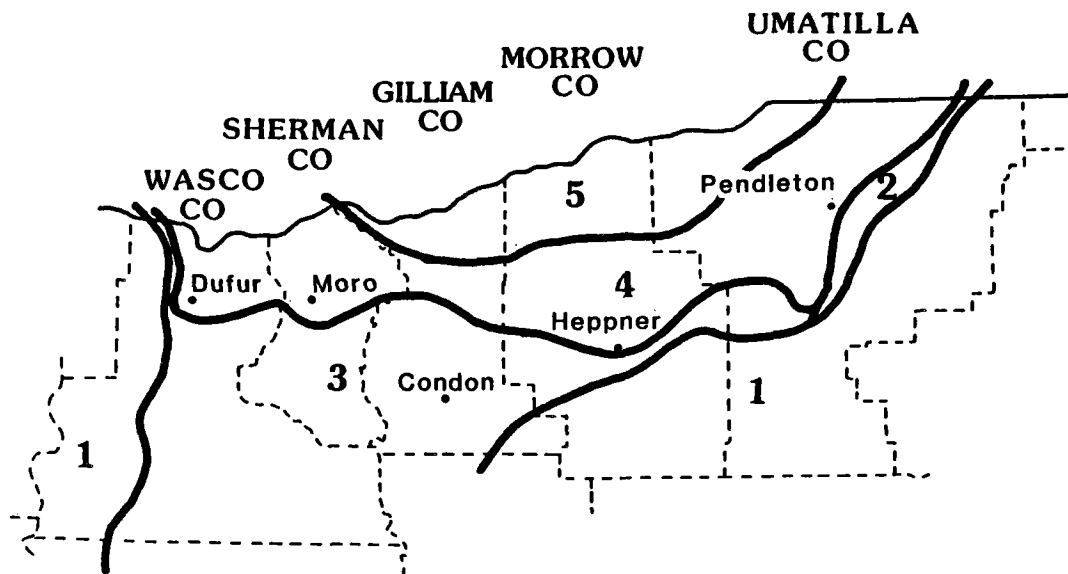 UMATILLA
CO
MORROW
CO
GILLIAM
CO
SHERMAN
CO
WASCO
CO
5
Pendleton
2
Dufur
Moro
4
Heppner
3
Condon
1
1